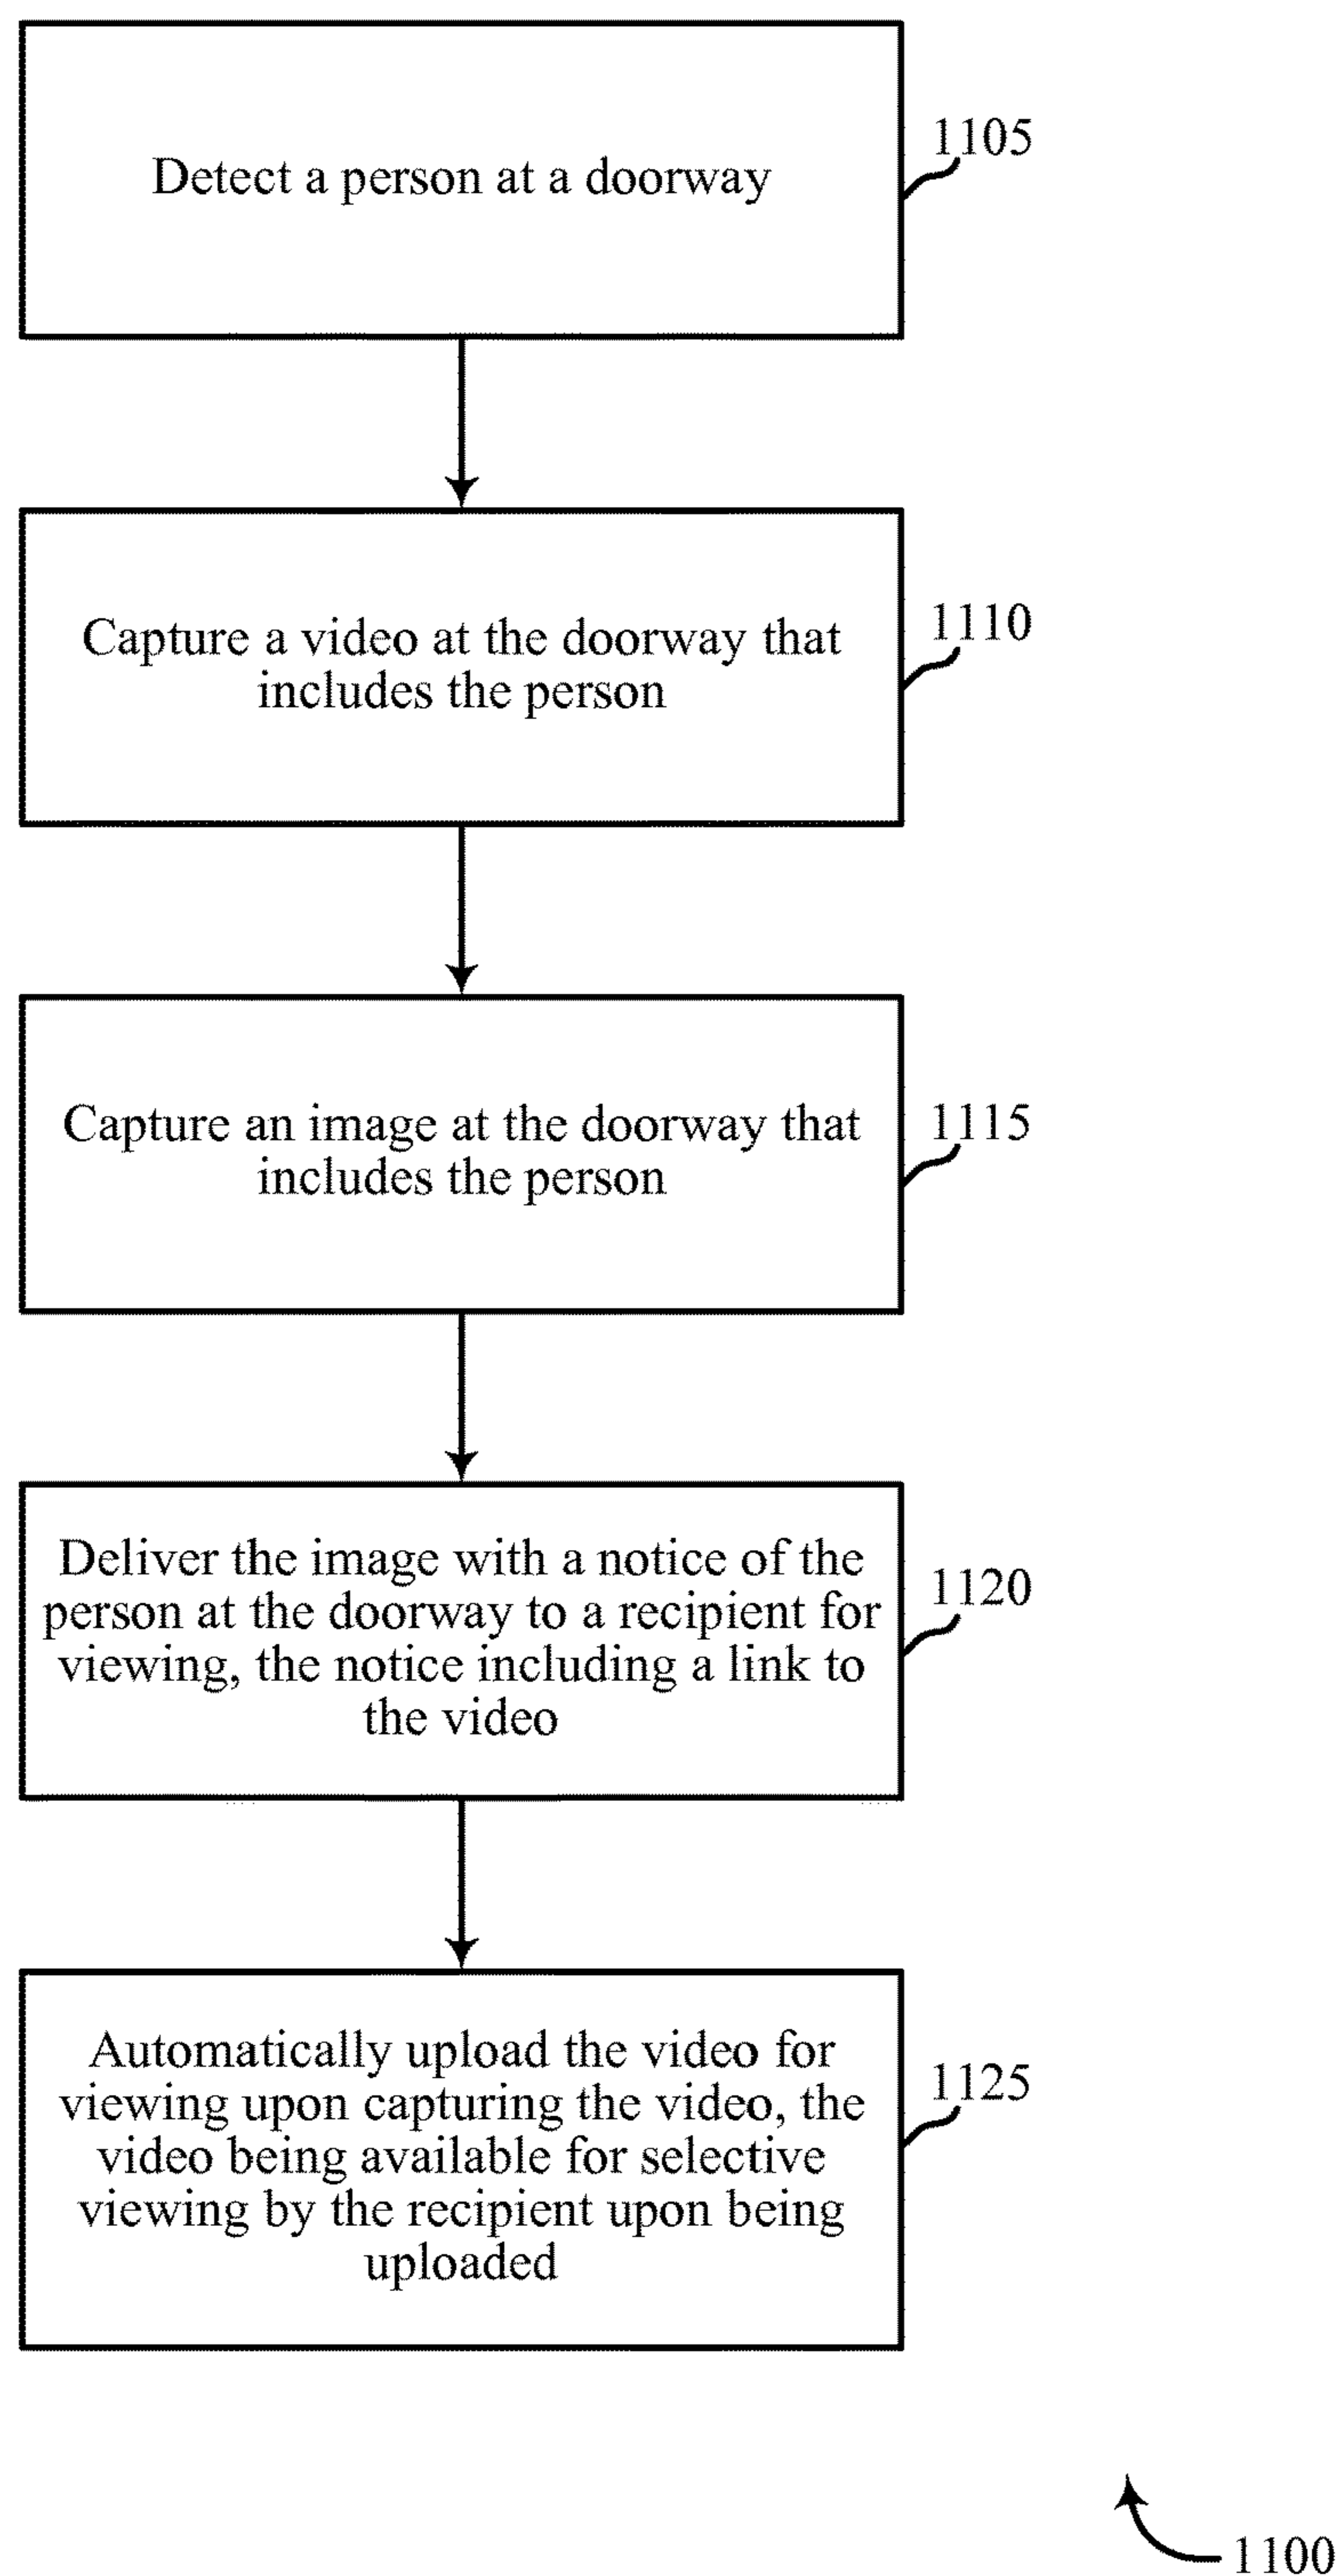 Detect a person at a doorway
1105
Capture a video at the doorway that
includes the person
1110
Capture an image at the doorway that
includes the person
1115
Deliver the image with a notice of the
person at the doorway to a recipient for
viewing, the notice including a link to
the video
1120
Automatically upload the video for
viewing upon capturing the video, the
video being available for selective
viewing by the recipient upon being
uploaded
1125
1100